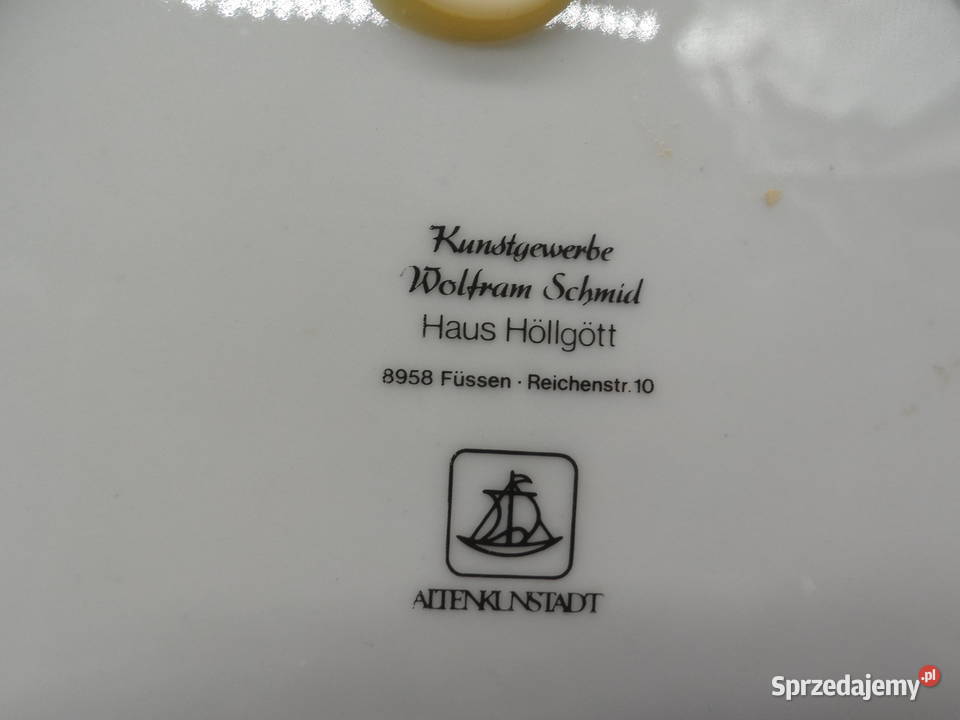 Kunstgewerbe
Wolfram Schmid
Haus Höllgött
8958 Füssen · Reichenstr. 10
ALTENKUNSTADT
Sprzedajemy.pl